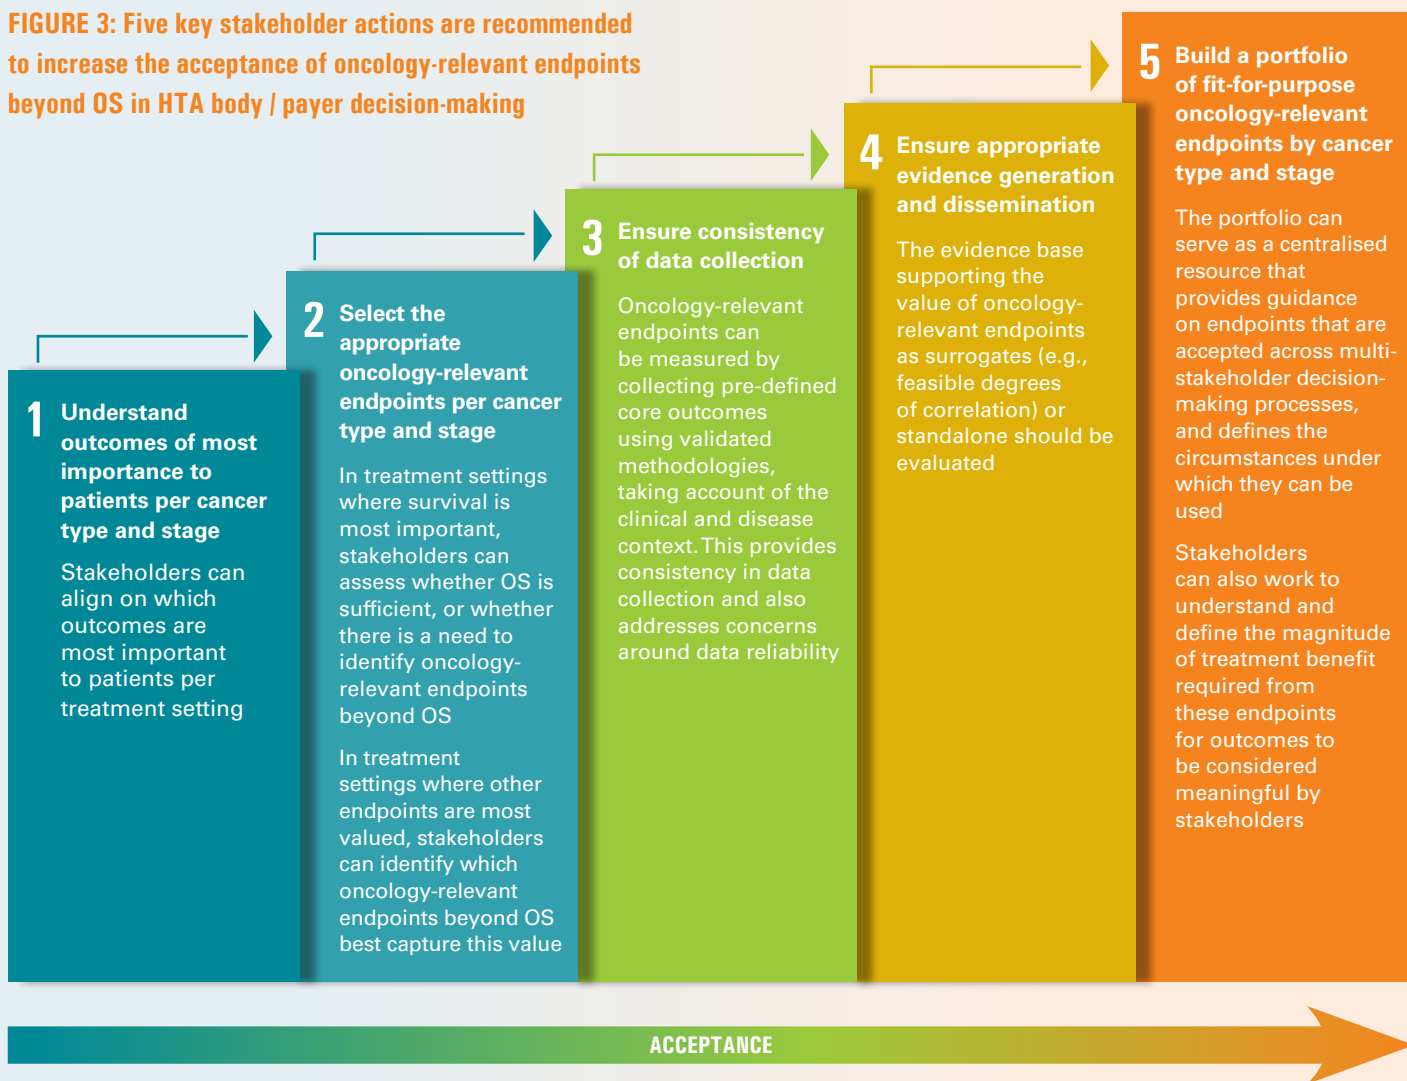 FIGURE 3: Five key stakeholder actions are recommended
to increase the acceptance of oncology-relevant endpoints
beyond OS in HTA body / payer decision-making
1
Understand
outcomes of most
importance to
patients per cancer
type and stage
Stakeholders can
align on which
outcomes are
most important
to patients per
treatment setting
2
Select the
appropriate
oncology-relevant
endpoints per cancer
type and stage
In treatment settings
where survival is
most important,
stakeholders can
assess whether OS is
sufficient, or whether
there is a need to
identify oncology-
relevant endpoints
beyond OS
In treatment
settings where other
endpoints are most
valued, stakeholders
can identify which
oncology-relevant
endpoints beyond OS
best capture this value
3
Ensure consistency
of data collection
Oncology-relevant
endpoints can
be measured by
collecting pre-defined
core outcomes
using validated
methodologies,
taking account of the
clinical and disease
context. This provides
consistency in data
collection and also
addresses concerns
around data reliability
4
Ensure appropriate
evidence generation
and dissemination
The evidence base
supporting the
value of oncology-
relevant endpoints
as surrogates (e.g.,
feasible degrees
of correlation) or
standalone should be
evaluated
5
Build a portfolio
of fit-for-purpose
oncology-relevant
endpoints by cancer
type and stage
The portfolio can
serve as a centralised
resource that
provides guidance
on endpoints that are
accepted across multi-
stakeholder decision-
making processes,
and defines the
circumstances under
which they can be
used
Stakeholders
can also work to
understand and
define the magnitude
of treatment benefit
required from
these endpoints
for outcomes to
be considered
meaningful by
stakeholders
ACCEPTANCE